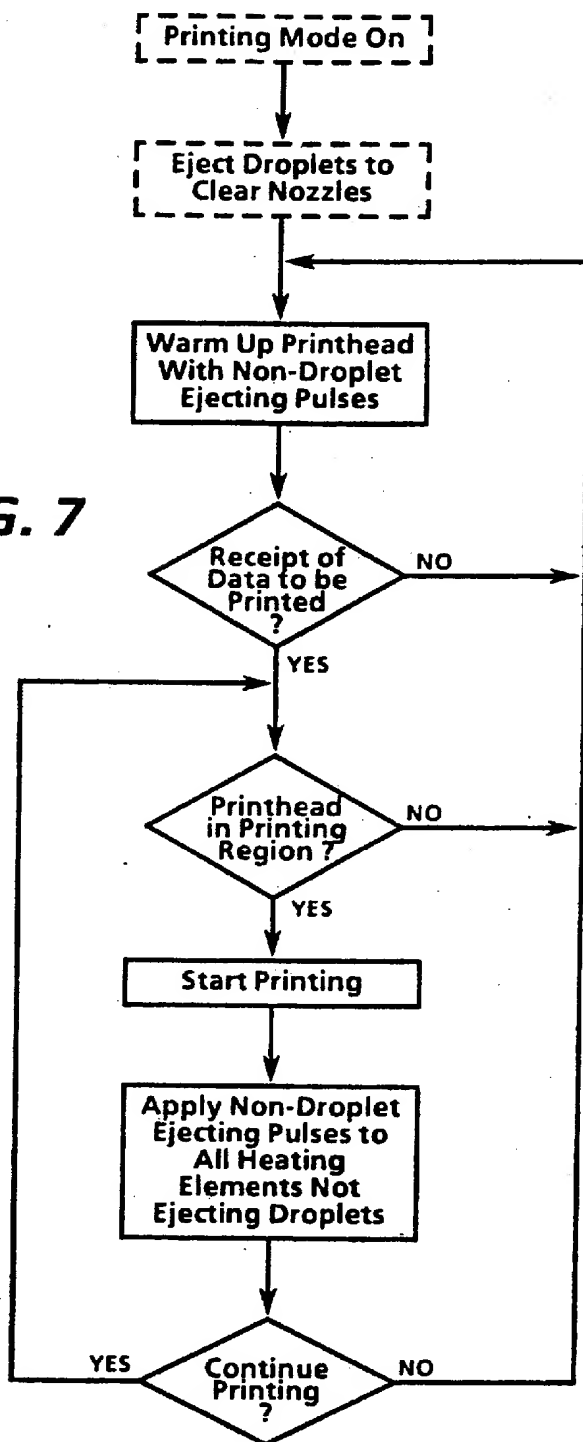 Printing Mode On
Eject Droplets to
Clear Nozzles
Warm Up Printhead
With Non-Droplet
Ejecting Pulses
G. 7
Receipt of
Data to be
Printed
?
NO
YES
Printhead
in Printing
Region ?
NO
YES
Start Printing
Apply Non-Droplet
Ejecting Pulses to
All Heating
Elements Not
Ejecting Droplets
YES
Continue
Printing
?
NO